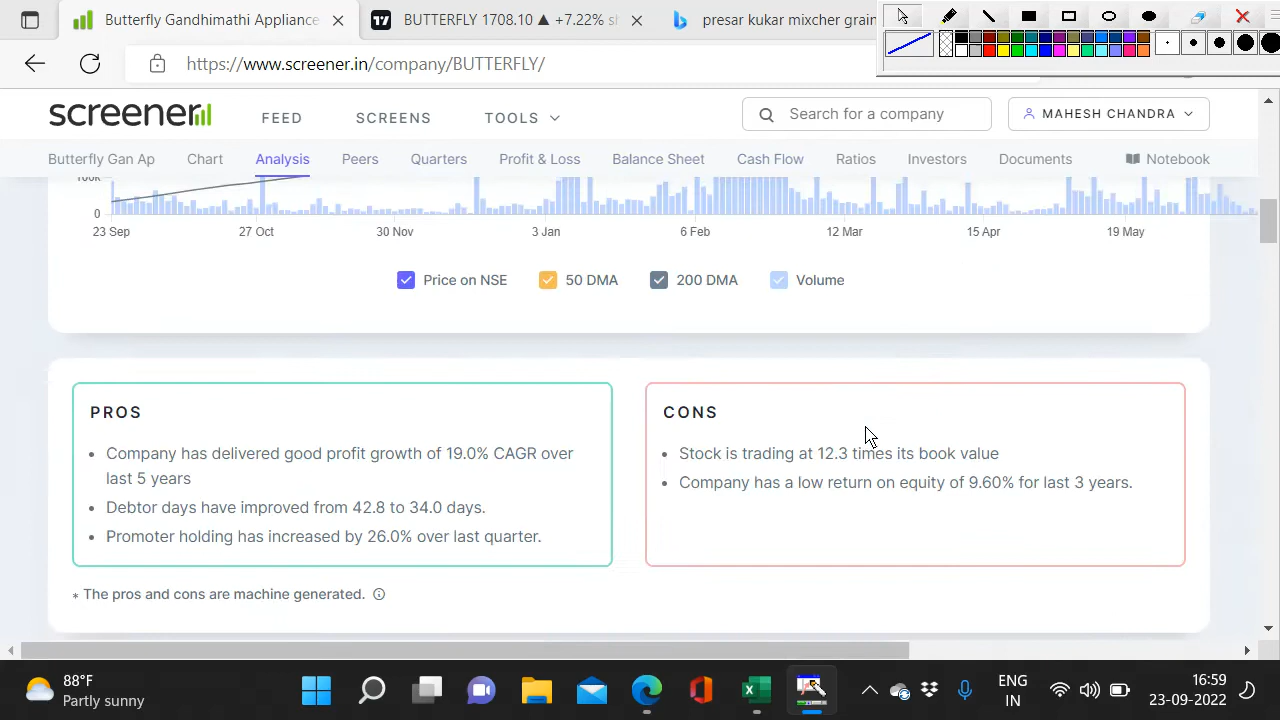 Butterfly Gandhimathi Appliance
BUTTERFLY 1708.10 ▲ +7.22%
presar kukar mixcher grain
https://www.screener.in/company/BUTTERFLY/
screener
FEED SCREENS TOOLS
Search for a company
MAHESH CHANDRA
Butterfly Gan Ap Chart Analysis Peers Quarters Profit & Loss Balance Sheet Cash Flow Ratios Investors Documents Notebook
100k
0
23 Sep 27 Oct 30 Nov 3 Jan 6 Feb 12 Mar 15 Apr 19 May
Price on NSE 50 DMA 200 DMA Volume
PROS
Company has delivered good profit growth of 19.0% CAGR over
last 5 years
Debtor days have improved from 42.8 to 34.0 days.
Promoter holding has increased by 26.0% over last quarter.
CONS
Stock is trading at 12.3 times its book value
Company has a low return on equity of 9.60% for last 3 years.
* The pros and cons are machine generated.
88°F
Partly sunny
ENG
IN
16:59
23-09-2022